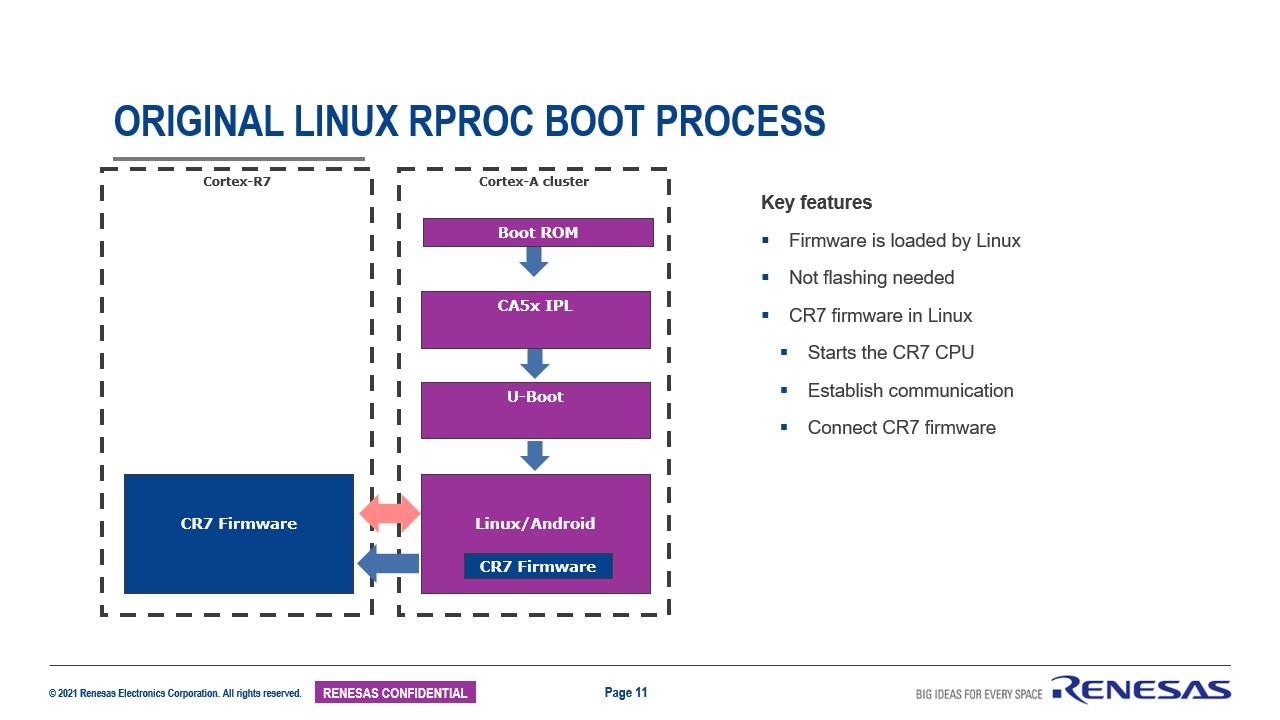 ORIGINAL LINUX RPROC BOOT PROCESS
Cortex-R7
CR7 Firmware
Cortex-A cluster
Boot ROM
CA5x IPL
U-Boot
Linux/Android
CR7 Firmware
Key features
Firmware is loaded by Linux
Not flashing needed
CR7 firmware in Linux
Starts the CR7 CPU
Establish communication
Connect CR7 firmware
© 2021 Renesas Electronics Corporation. All rights reserved.
RENESAS CONFIDENTIAL
Page 11
BIG IDEAS FOR EVERY SPACE
RENESAS